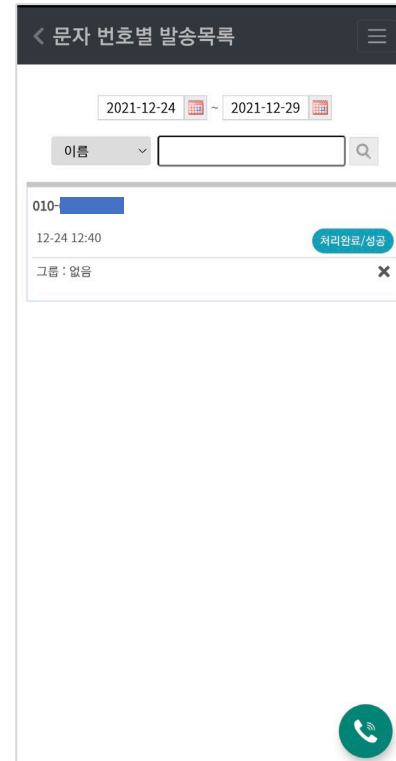 문자 번호별 발송목록
2021-12-24 ~ 2021-12-29
이름
010-
12-24 12:40 처리완료/성공
그룹 : 없음